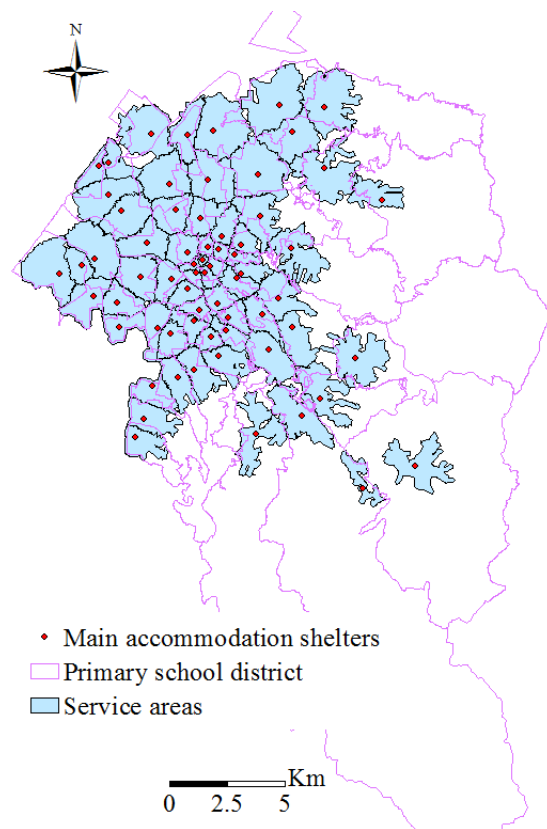 N
Main accommodation shelters
Primary school district
Service areas
Km
0 2.5 5